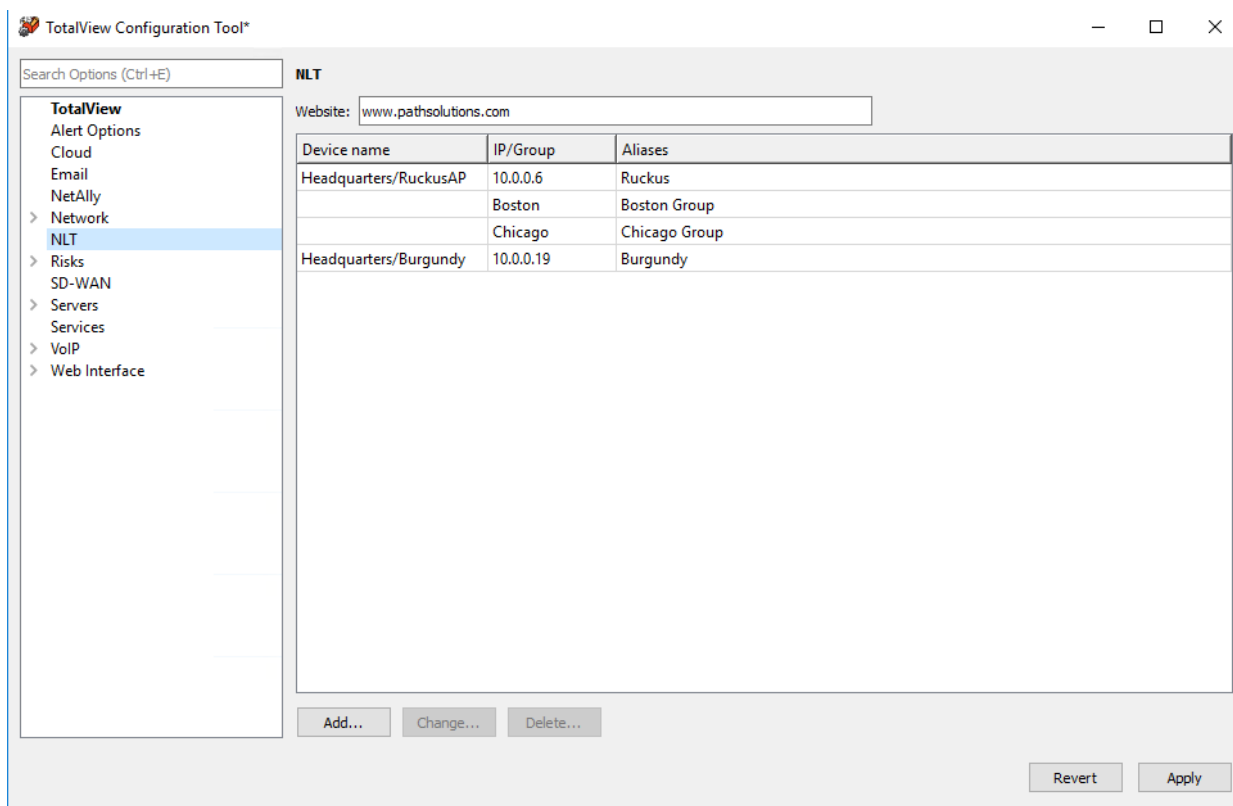 TotalView Configuration Tool*
Search Options (Ctrl+E)
TotalView
Alert Options
Cloud
Email
NetAlly
Network
NLT
Risks
SD-WAN
Servers
Services
VoIP
Web Interface
NLT
Website: www.pathsolutions.com
Device name IP/Group Aliases
Headquarters/RuckusAP 10.0.0.6 Ruckus
Boston Boston Group
Chicago Chicago Group
Headquarters/Burgundy 10.0.0.19 Burgundy
Add... Change... Delete...
Revert Apply